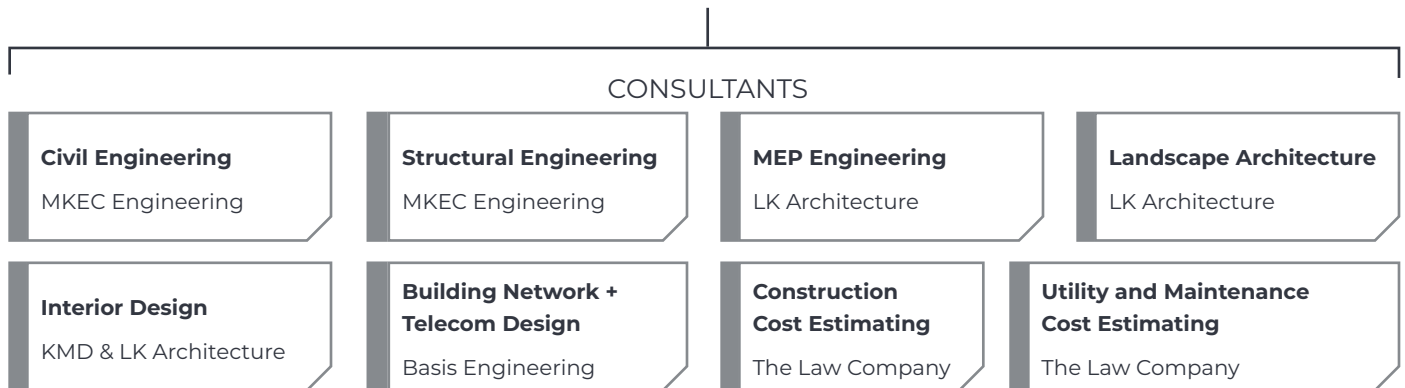 CONSULTANTS
Civil Engineering
MKEC Engineering
Structural Engineering
MKEC Engineering
MEP Engineering
LK Architecture
Landscape Architecture
LK Architecture
Interior Design
KMD & LK Architecture
Building Network +
Telecom Design
Basis Engineering
Construction
Cost Estimating
The Law Company
Utility and Maintenance
Cost Estimating
The Law Company